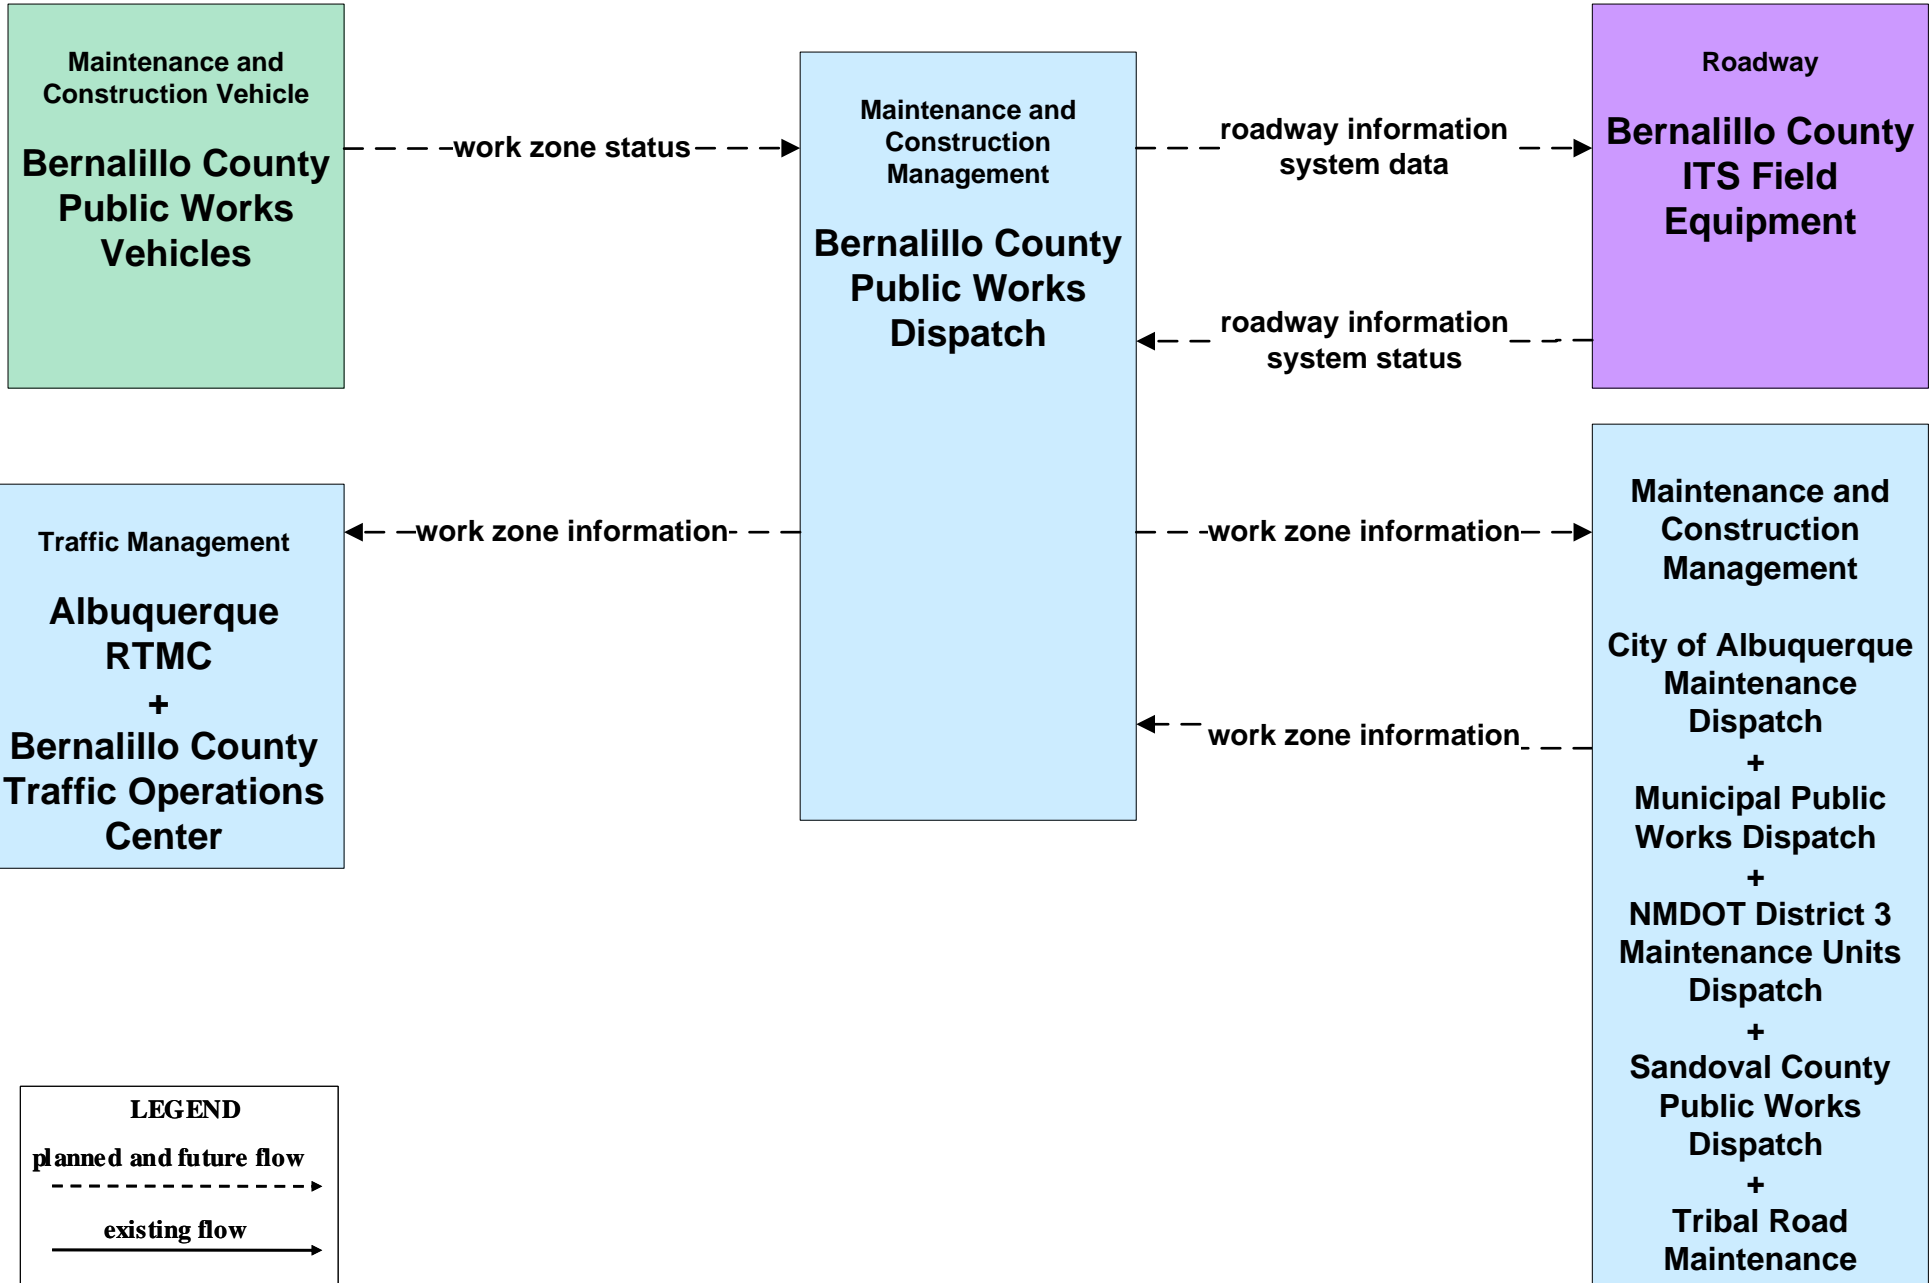 Maintenance and
Construction Vehicle
Bernalillo County
Public Works
Vehicles
work zone status
Maintenance and
Construction
Management
Bernalillo County
Public Works
Dispatch
roadway information
system data
roadway information
system status
Roadway
Bernalillo County
ITS Field
Equipment
Traffic Management
Albuquerque
RTMC
+
Bernalillo County
Traffic Operations
Center
work zone information
work zone information
work zone information
Maintenance and
Construction
Management
City of Albuquerque
Maintenance
Dispatch
+
Municipal Public
Works Dispatch
+
NMDOT District 3
Maintenance Units
Dispatch
+
Sandoval County
Public Works
Dispatch
+
Tribal Road
Maintenance
LEGEND
planned and future flow
existing flow